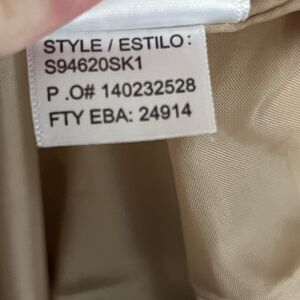 STYLE / ESTILO:
S94620SK1
P .O# 140232528
FTY EBA: 24914